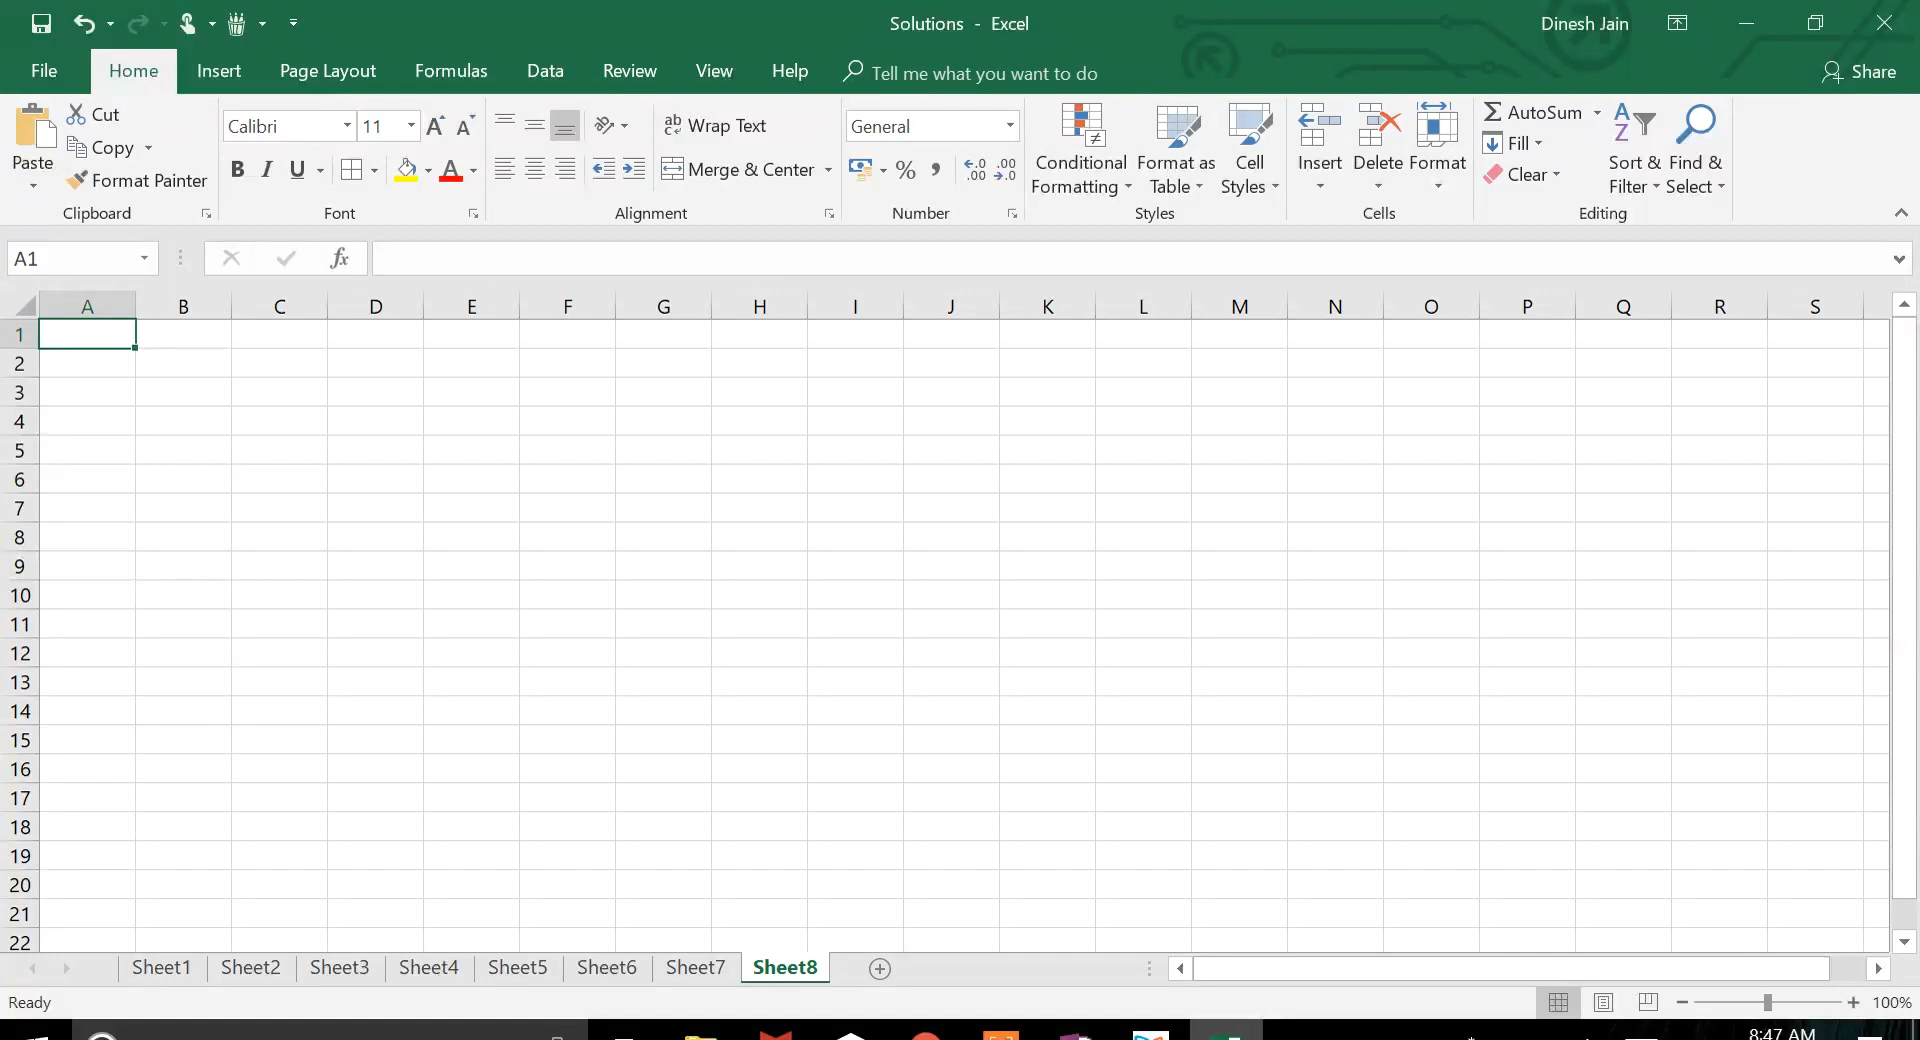 Solutions - Excel
Dinesh Jain
File Home Insert Page Layout Formulas Data Review View Help Tell me what you want to do Share
Paste
Cut
Copy
Format Painter
Clipboard
Calibri 11
B I U A
Font
Wrap Text
Merge & Center
Alignment
General
% ,
Number
Conditional Formatting
Format as Table
Cell Styles
Styles
Insert Delete Format
Cells
AutoSum
Fill
Clear
Sort & Filter
Find & Select
Editing
A1 fx
A B C D E F G H I J K L M N O P Q R S
1
2
3
4
5
6
7
8
9
10
11
12
13
14
15
16
17
18
19
20
21
22
Sheet1 Sheet2 Sheet3 Sheet4 Sheet5 Sheet6 Sheet7 Sheet8
Ready 100%
8:47 AM